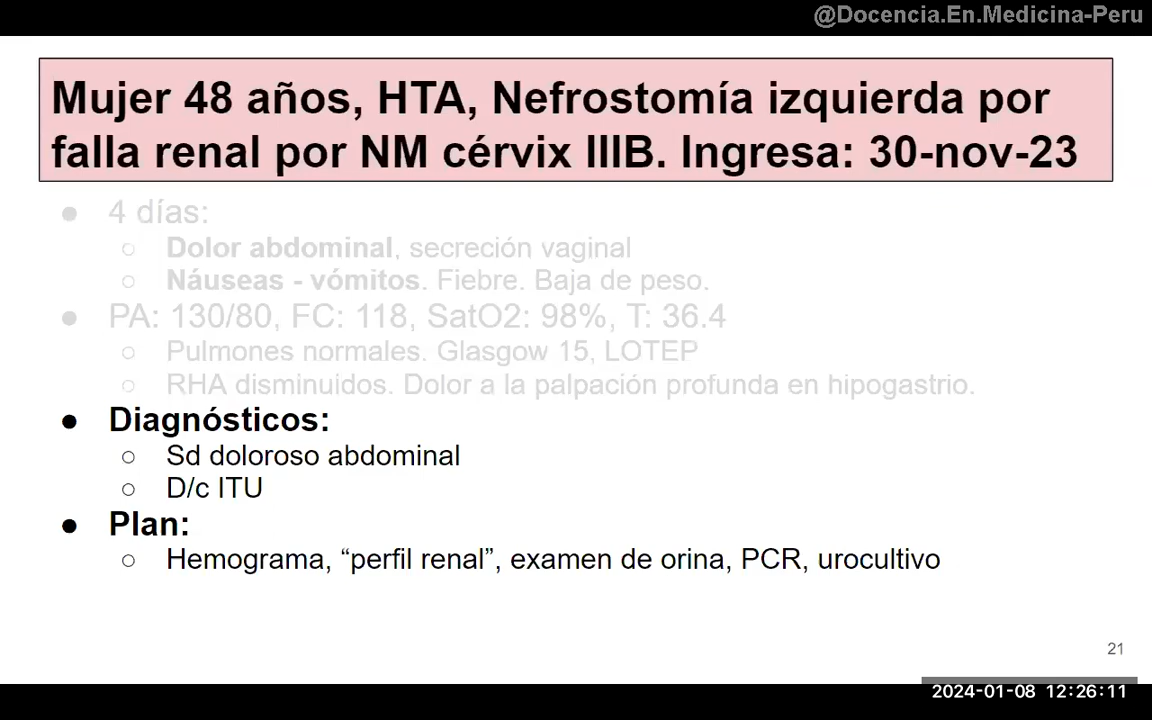 @Docencia.En.Medicina-Peru
Mujer 48 años, HTA, Nefrostomía izquierda por
falla renal por NM cérvix IIIB. Ingresa: 30-nov-23
● 4 días:
○ Dolor abdominal, secreción vaginal
○ Náuseas - vómitos. Fiebre. Baja de peso.
● PA: 130/80, FC: 118, SatO2: 98%, T: 36.4
○ Pulmones normales. Glasgow 15, LOTEP
○ RHA disminuidos. Dolor a la palpación profunda en hipogastrio.
● Diagnósticos:
○ Sd doloroso abdominal
○ D/c ITU
● Plan:
○ Hemograma, “perfil renal”, examen de orina, PCR, urocultivo
21
2024-01-08 12:26:11